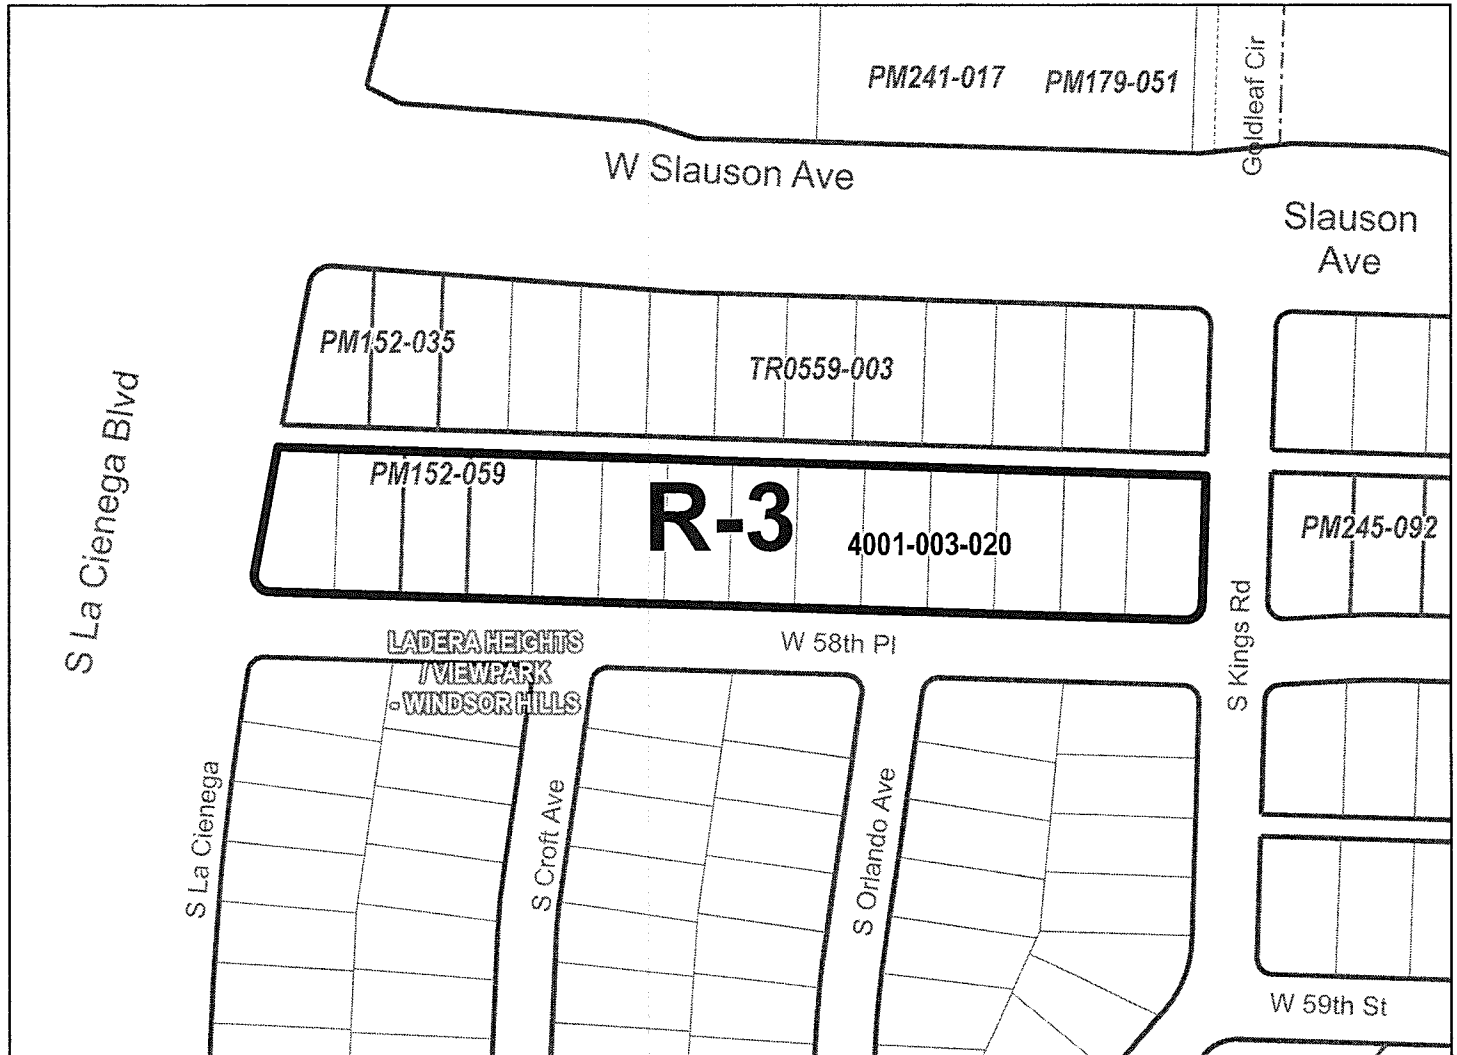 PM241-017
PM179-051
Goldleaf Cir
W Slauson Ave
Slauson
Ave
PM152-035
TR0559-003
S La Cienega Blvd
PM152-059
R-3
4001-003-020
PM245-092
LADERA HEIGHTS
/ VIEWPARK
- WINDSOR HILLS
W 58th Pl
S Kings Rd
S La Cienega
S Croft Ave
S Orlando Ave
W 59th St